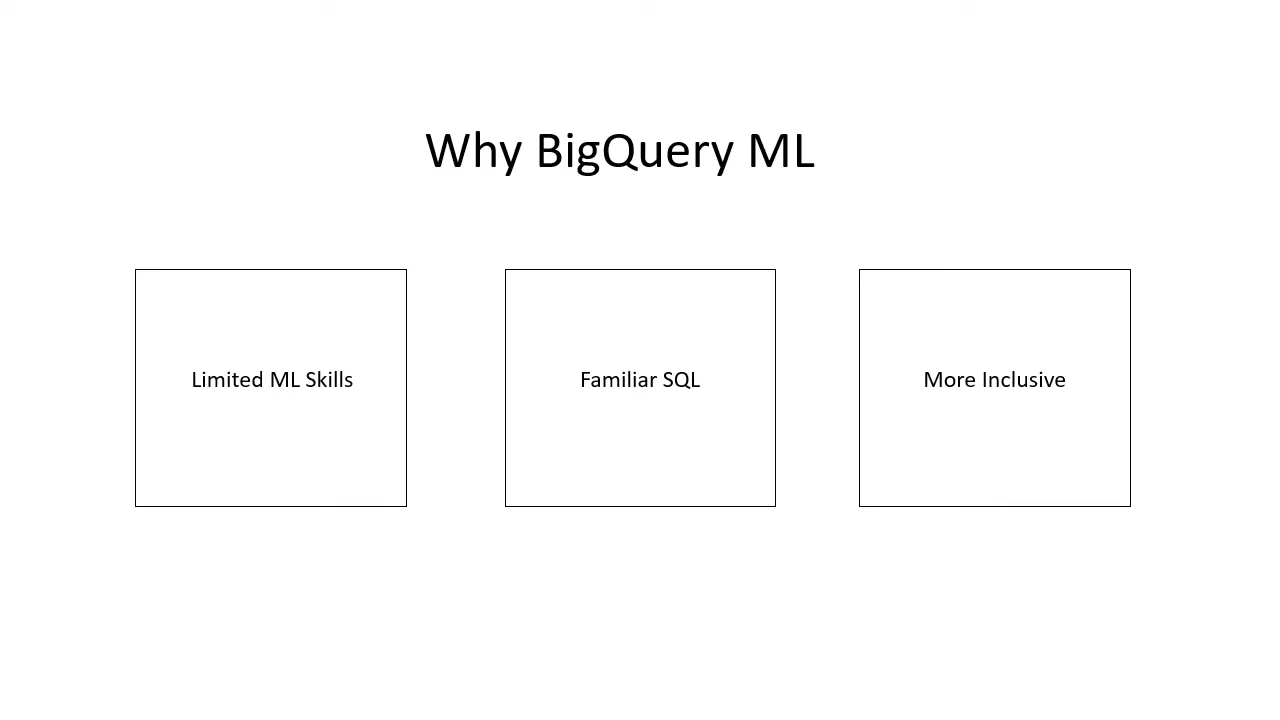 Why BigQuery ML
Limited ML Skills
Familiar SQL
More Inclusive